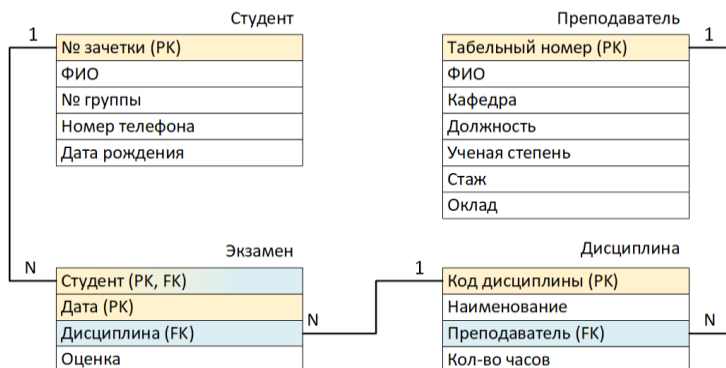 Студент
1
№ зачетки (PK)
ФИО
№ группы
Номер телефона
Дата рождения
Преподаватель
Табельный номер (PK)
1
ФИО
Кафедра
Должность
Ученая степень
Стаж
Оклад
Экзамен
N
Студент (PK, FK)
Дата (PK)
Дисциплина (FK)
N
Оценка
Дисциплина
1
Код дисциплины (PK)
Наименование
Преподаватель (FK)
N
Кол-во часов